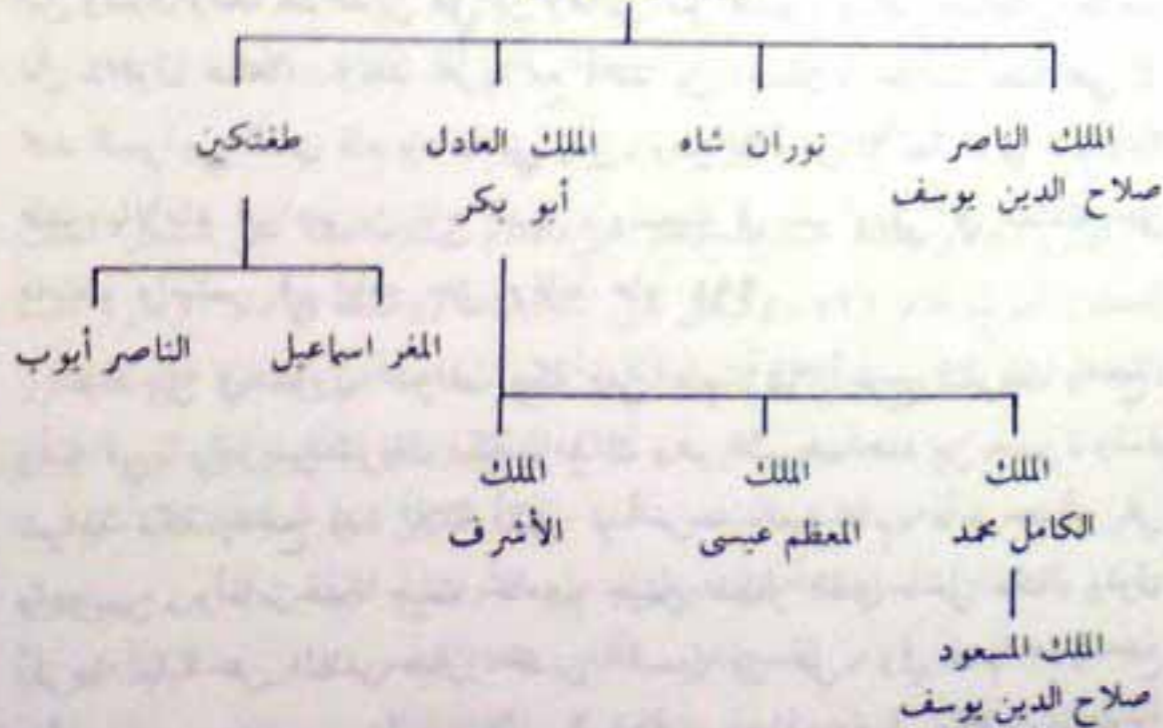 الملك الناصر
صلاح الدين يوسف
نوران شاه
الملك العادل
أبو بكر
طغتكين
المغر اسماعيل
الناصر أيوب
الملك
الكامل محمد
الملك
المعظم عيسى
الملك
الأشرف
الملك المسعود
صلاح الدين يوسف